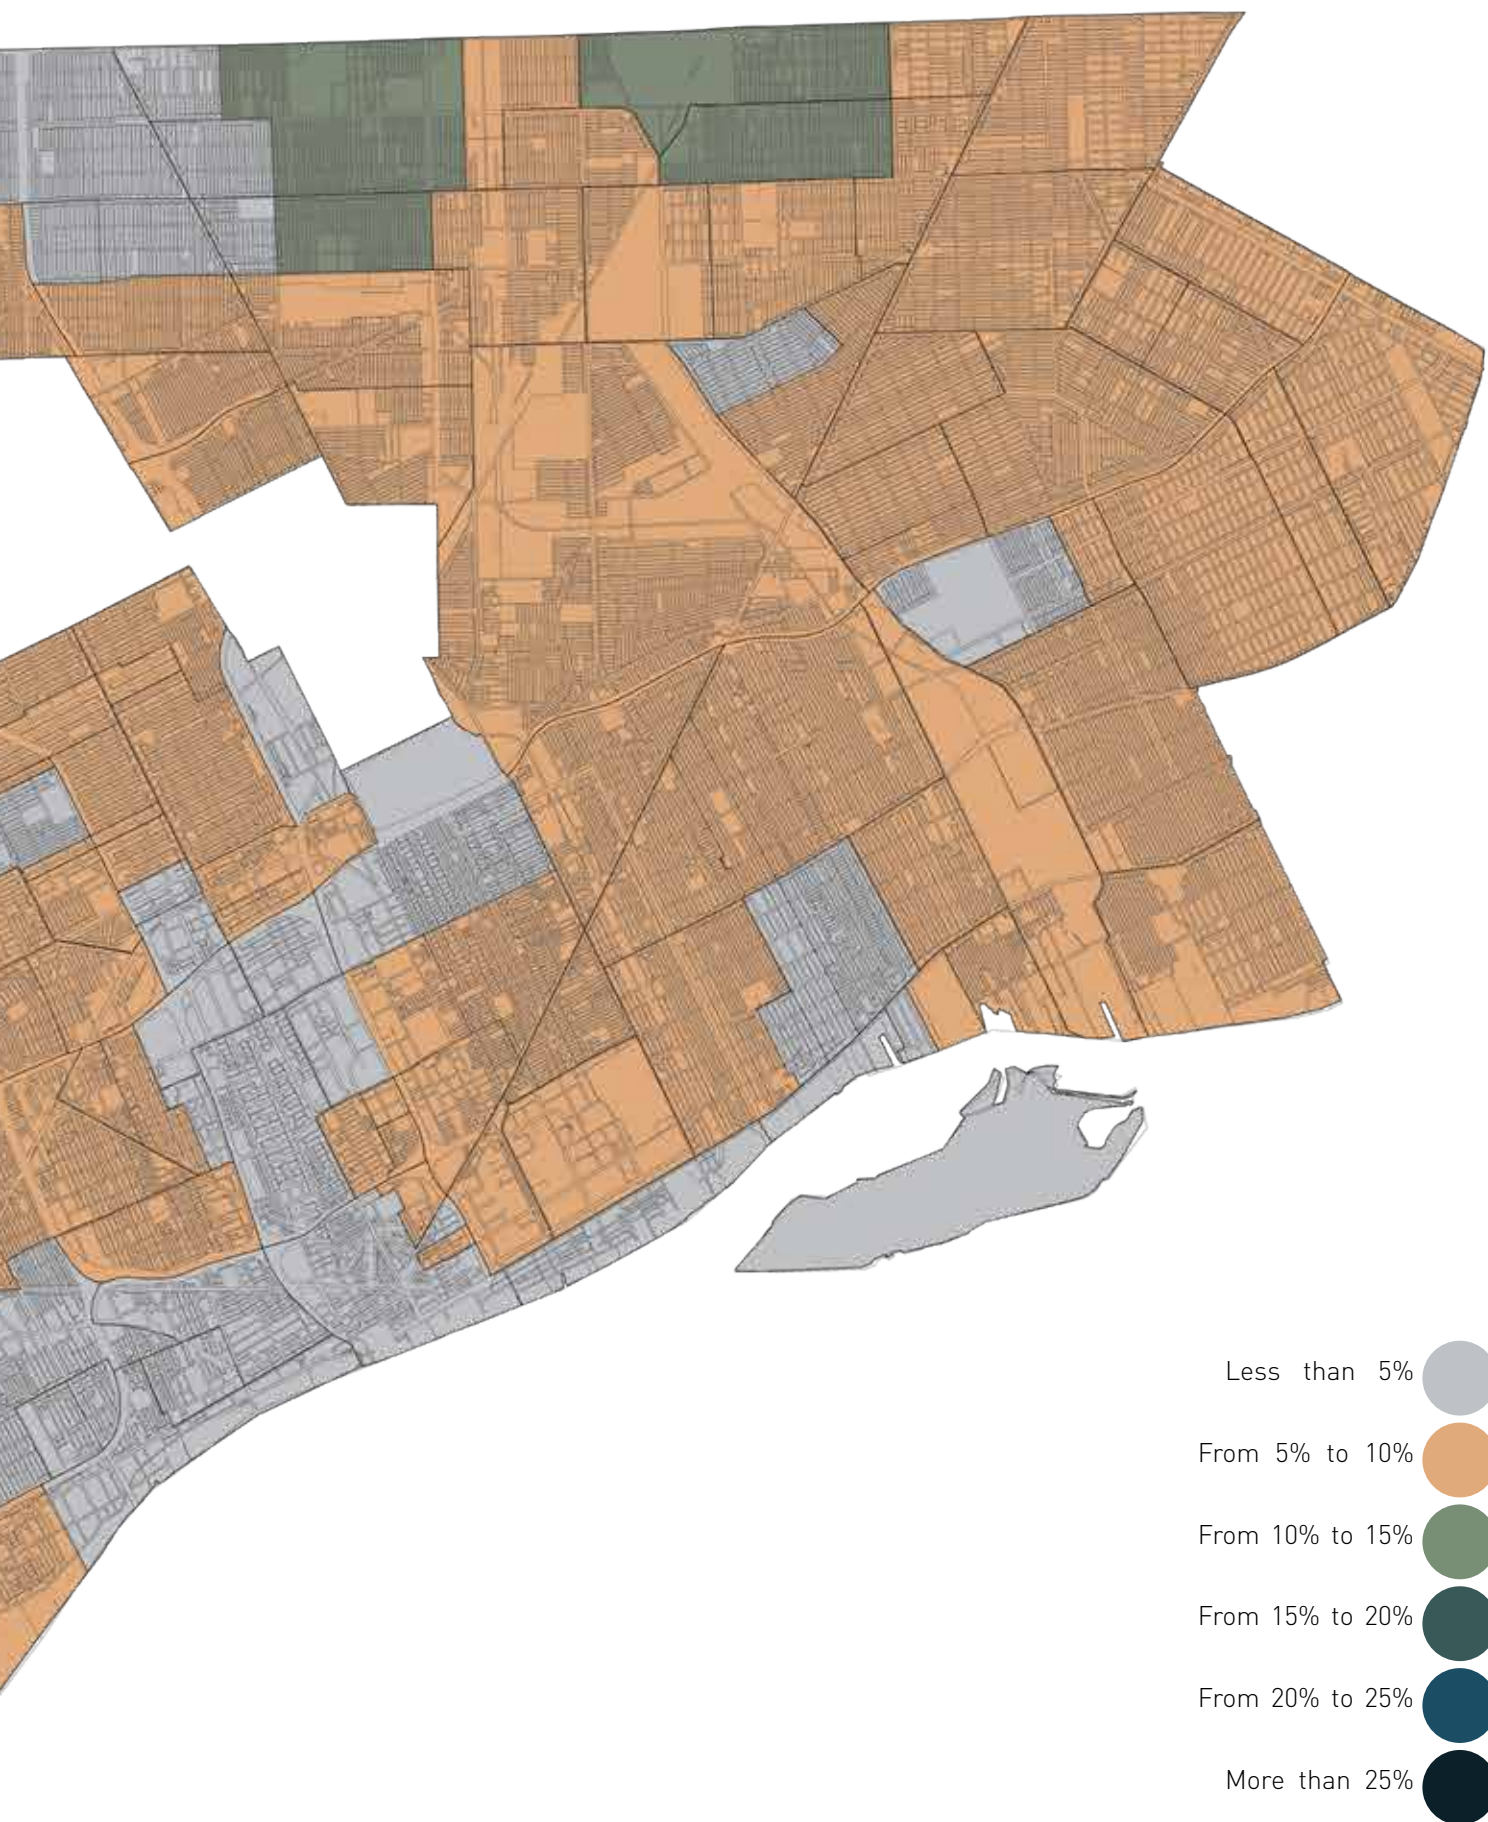 Less than 5%
From 5% to 10%
From 10% to 15%
From 15% to 20%
From 20% to 25%
More than 25%